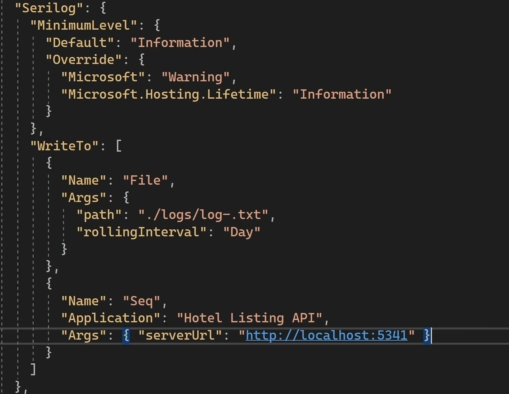 "Serilog": {
"MinimumLevel": {
"Default": "Information",
"Override": {
"Microsoft": "Warning",
"Microsoft.Hosting.Lifetime": "Information"
}
},
"WriteTo": [
{
"Name": "File",
"Args": {
"path": "./logs/log-.txt",
"rollingInterval": "Day"
}
},
{
"Name": "Seq",
"Application": "Hotel Listing API",
"Args": { "serverUrl": "http://localhost:5341" }
}
]
},